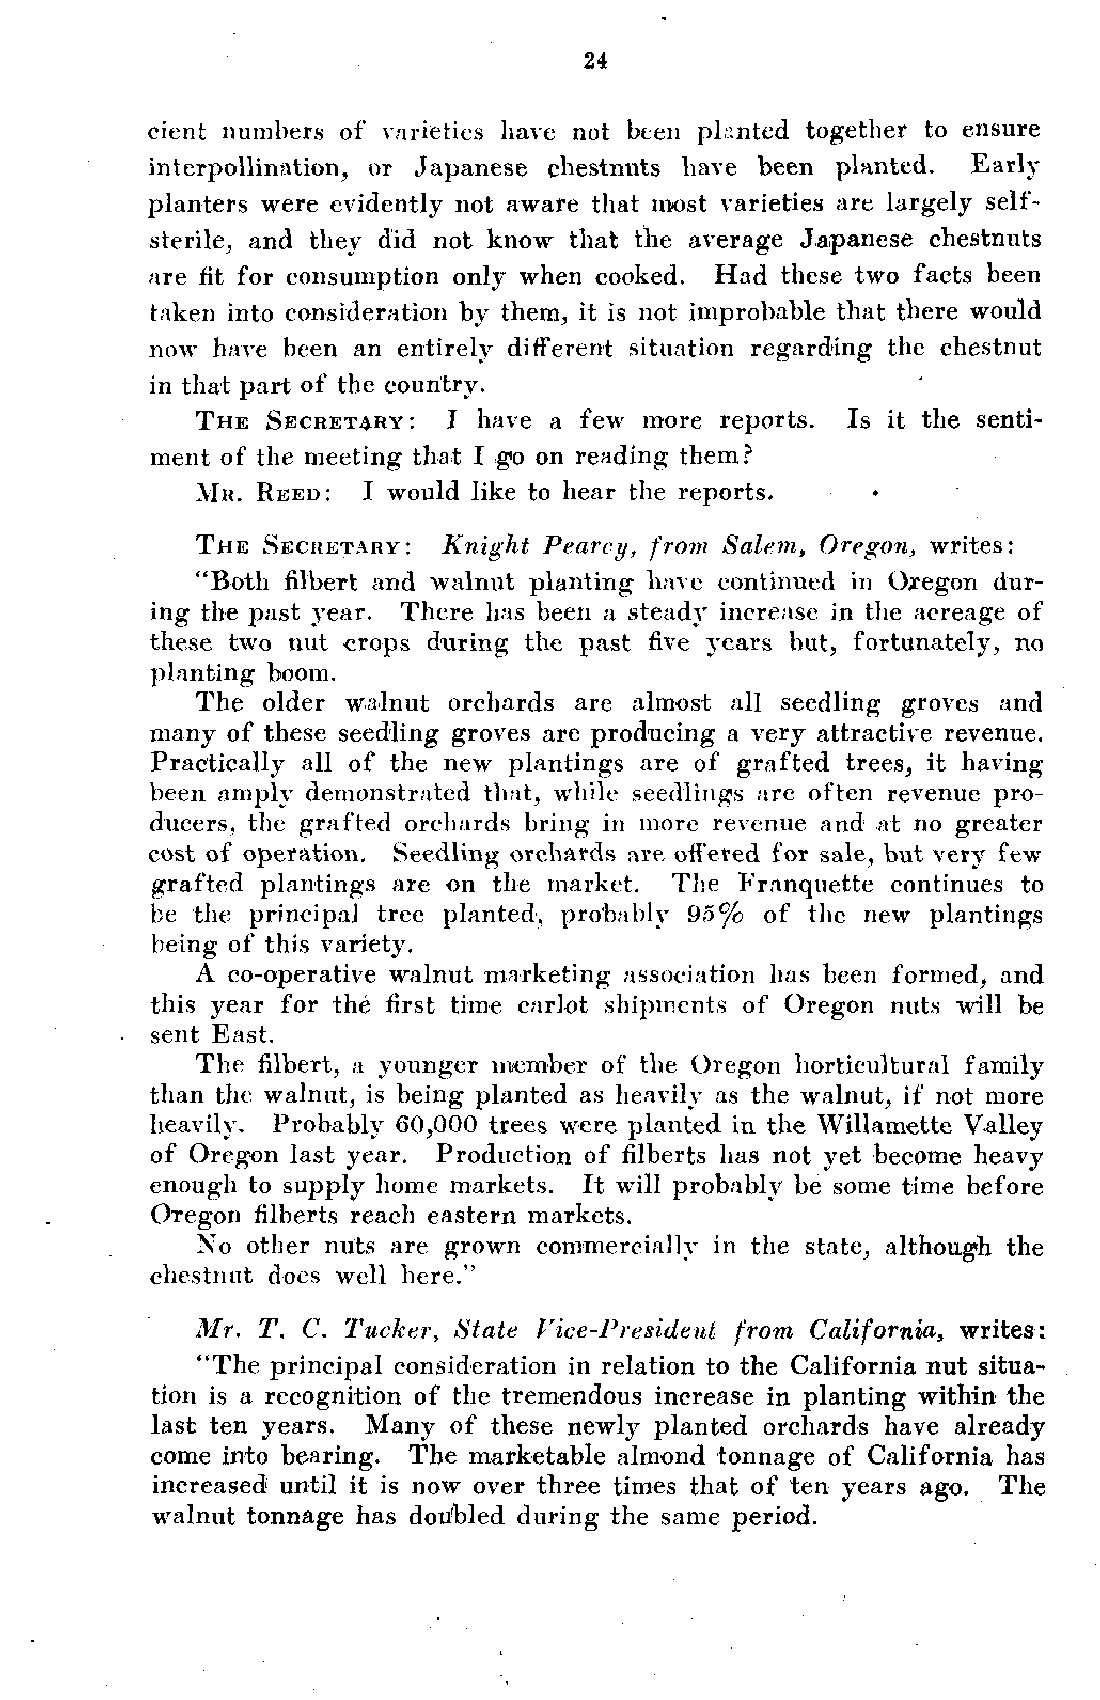 24
cient numbers of varieties have not been planted together to ensure
interpollination, or Japanese chestnuts have been planted. Early
planters were evidently not aware that most varieties are largely self-
sterile, and they did not know that the average Japanese chestnuts
are fit for consumption only when cooked. Had these two facts been
taken into consideration by them, it is not improbable that there would
now have been an entirely different situation regarding the chestnut
in that part of the country.
THE SECRETARY: I have a few more reports. Is it the senti-
ment of the meeting that I go on reading them?
MR. REED: I would like to hear the reports.
THE SECRETARY: Knight Pearcy, from Salem, Oregon, writes:
"Both filbert and walnut planting have continued in Oregon dur-
ing the past year. There has been a steady increase in the acreage of
these two nut crops during the past five years but, fortunately, no
planting boom.
The older walnut orchards are almost all seedling groves and
many of these seedling groves are producing a very attractive revenue.
Practically all of the new plantings are of grafted trees, it having
been amply demonstrated that, while seedlings are often revenue pro-
ducers, the grafted orchards bring in more revenue and at no greater
cost of operation. Seedling orchards are offered for sale, but very few
grafted plantings are on the market. The Franquette continues to
be the principal tree planted, probably 95% of the new plantings
being of this variety.
A co-operative walnut marketing association has been formed, and
this year for the first time carlot shipments of Oregon nuts will be
sent East.
The filbert, a younger member of the Oregon horticultural family
than the walnut, is being planted as heavily as the walnut, if not more
heavily. Probably 60,000 trees were planted in the Willamette Valley
of Oregon last year. Production of filberts has not yet become heavy
enough to supply home markets. It will probably be some time before
Oregon filberts reach eastern markets.
No other nuts are grown commercially in the state, although the
chestnut does well here."
Mr. T. C. Tucker, State Vice-President from California, writes:
"The principal consideration in relation to the California nut situa-
tion is a recognition of the tremendous increase in planting within the
last ten years. Many of these newly planted orchards have already
come into bearing. The marketable almond tonnage of California has
increased until it is now over three times that of ten years ago. The
walnut tonnage has doubled during the same period.